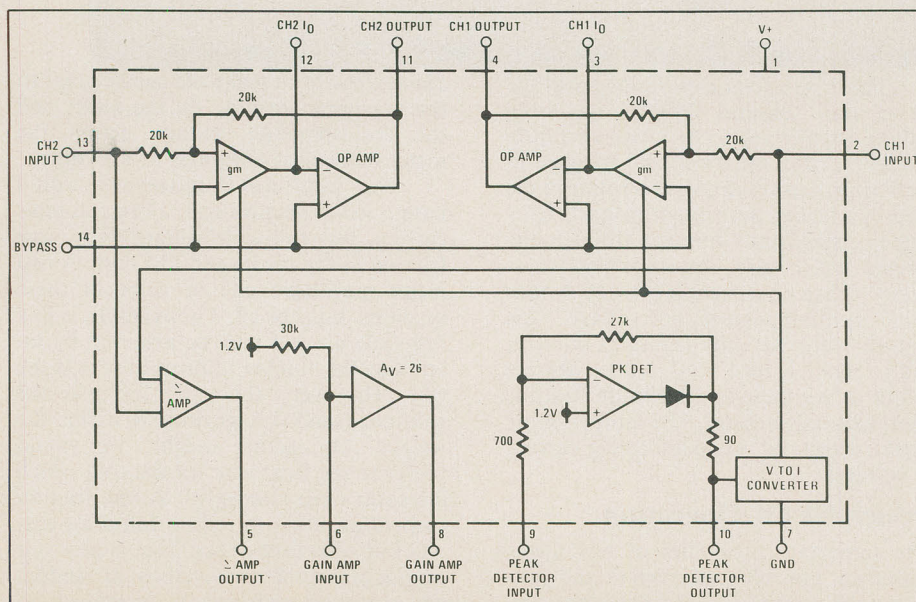 CH2 I₀
CH2 OUTPUT
CH1 OUTPUT
CH1 I₀
V+
12
11
4
3
1
20k
20k
CH2
INPUT
13
20k
+
gm
−
OP AMP
−
+
OP AMP
−
+
+
gm
−
20k
2
CH1
INPUT
BYPASS
14
30k
1.2V
A_V = 26
Σ
AMP
27k
PK DET
−
+
1.2V
700
90
V TO I
CONVERTER
5
6
8
9
10
7
Σ AMP
OUTPUT
GAIN AMP
INPUT
GAIN AMP
OUTPUT
PEAK
DETECTOR
INPUT
PEAK
DETECTOR
OUTPUT
GND